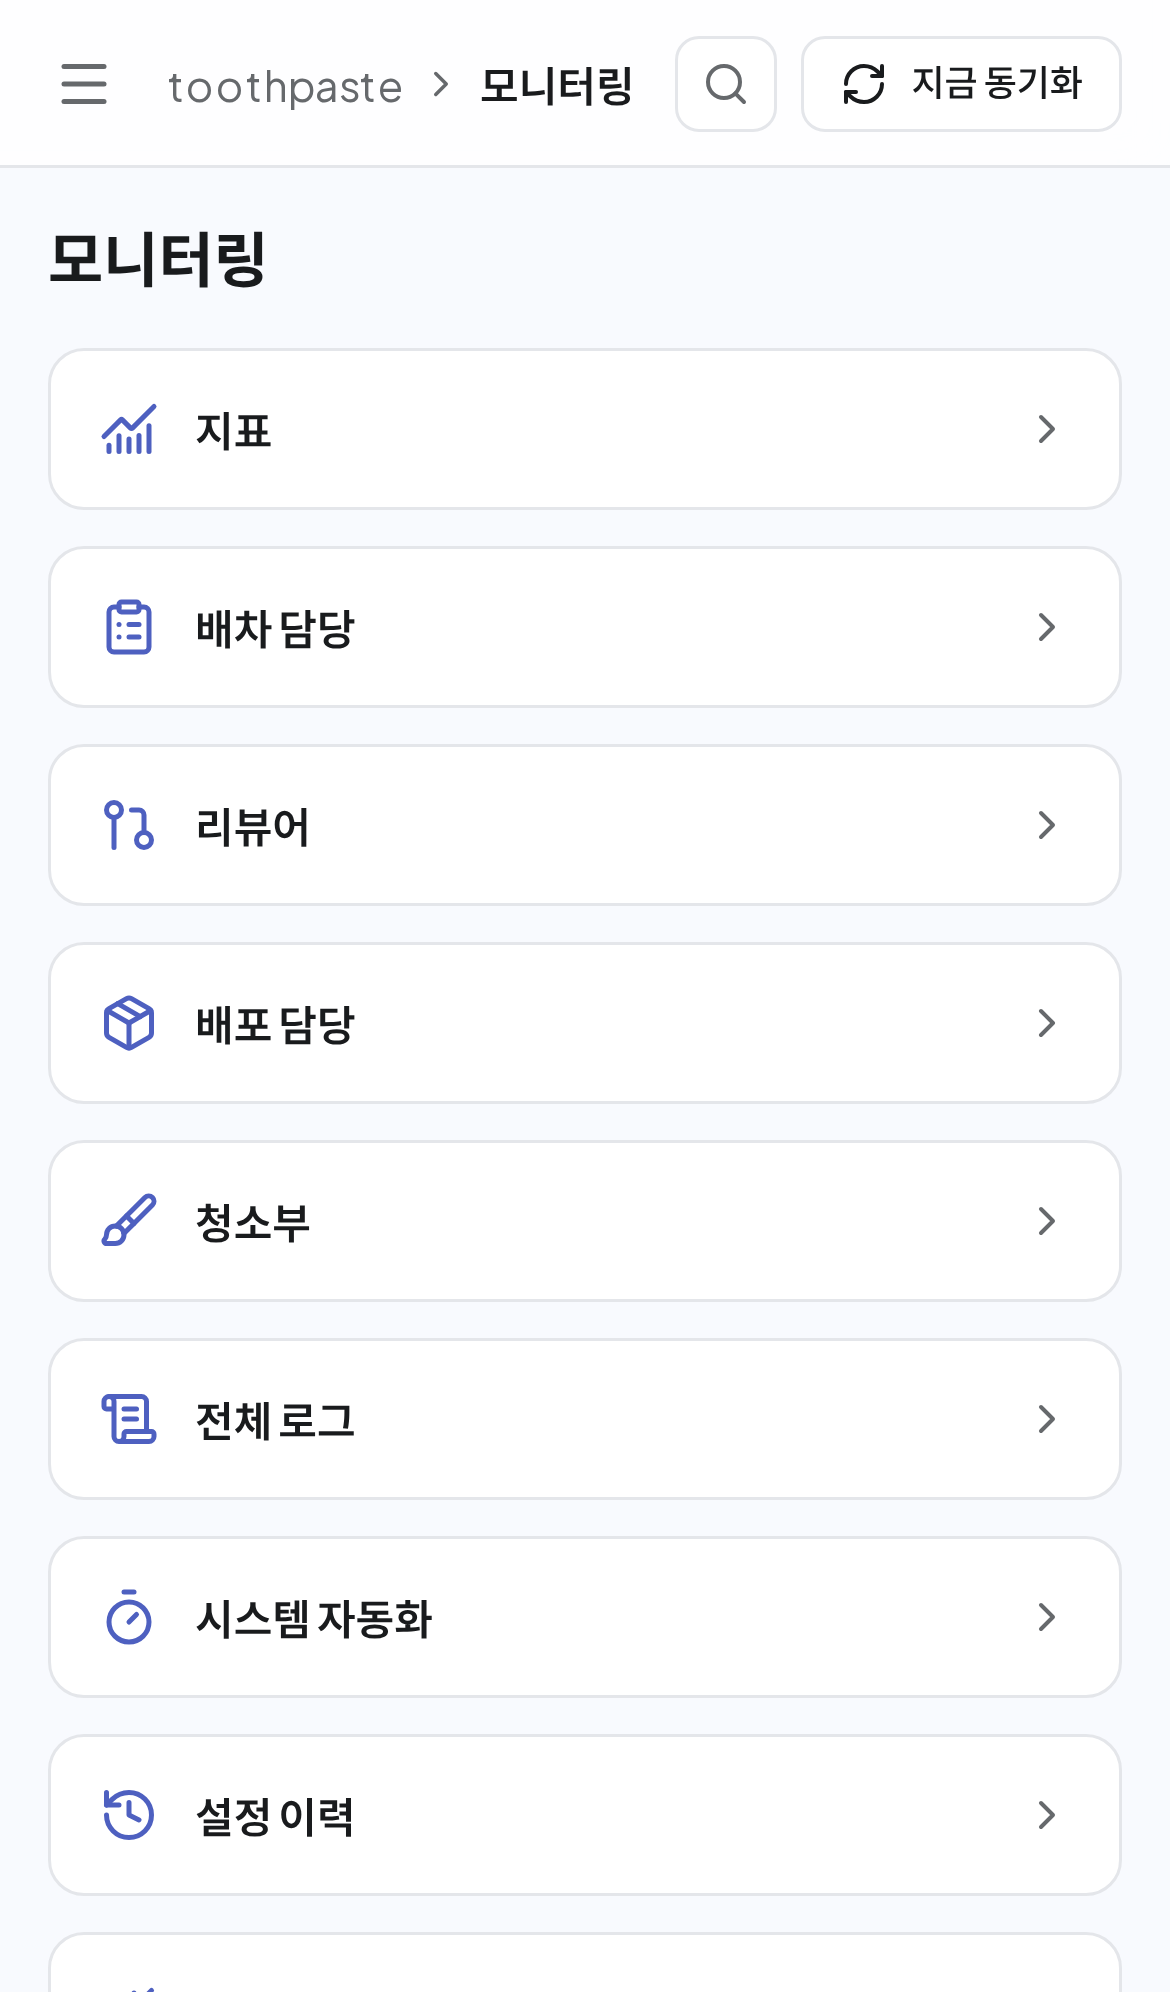 toothpaste > 모니터링 지금 동기화
모니터링
지표
배차 담당
리뷰어
배포 담당
청소부
전체 로그
시스템 자동화
설정 이력